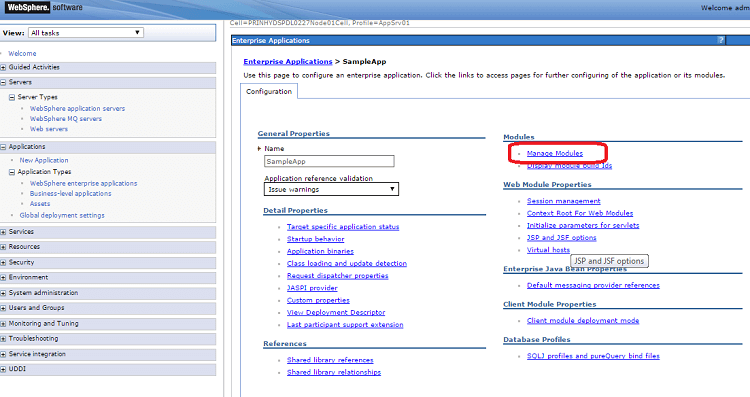 WebSphere. software
Welcome adm
View: All tasks
Welcome
Guided Activities
Servers
Server Types
WebSphere application servers
WebSphere MQ servers
Web servers
Applications
New Application
Application Types
WebSphere enterprise applications
Business-level applications
Assets
Global deployment settings
Services
Resources
Security
Environment
System administration
Users and Groups
Monitoring and Tuning
Troubleshooting
Service integration
UDDI
Cell=PRINHYDSPDL0227Node01Cell, Profile=AppSrv01
Enterprise Applications
?
Enterprise Applications > SampleApp
Use this page to configure an enterprise application. Click the links to access pages for further configuring of the application or its modules.
Configuration
General Properties
Name
SampleApp
Application reference validation
Issue warnings
Detail Properties
Target specific application status
Startup behavior
Application binaries
Class loading and update detection
Request dispatcher properties
JASPI provider
Custom properties
View Deployment Descriptor
Last participant support extension
References
Shared library references
Shared library relationships
Modules
Manage Modules
Display module build Ids
Web Module Properties
Session management
Context Root For Web Modules
Initialize parameters for servlets
JSP and JSF options
Virtual hosts
JSP and JSF options
Enterprise Java Bean Properties
Default messaging provider references
Client Module Properties
Client module deployment mode
Database Profiles
SQLJ profiles and pureQuery bind files